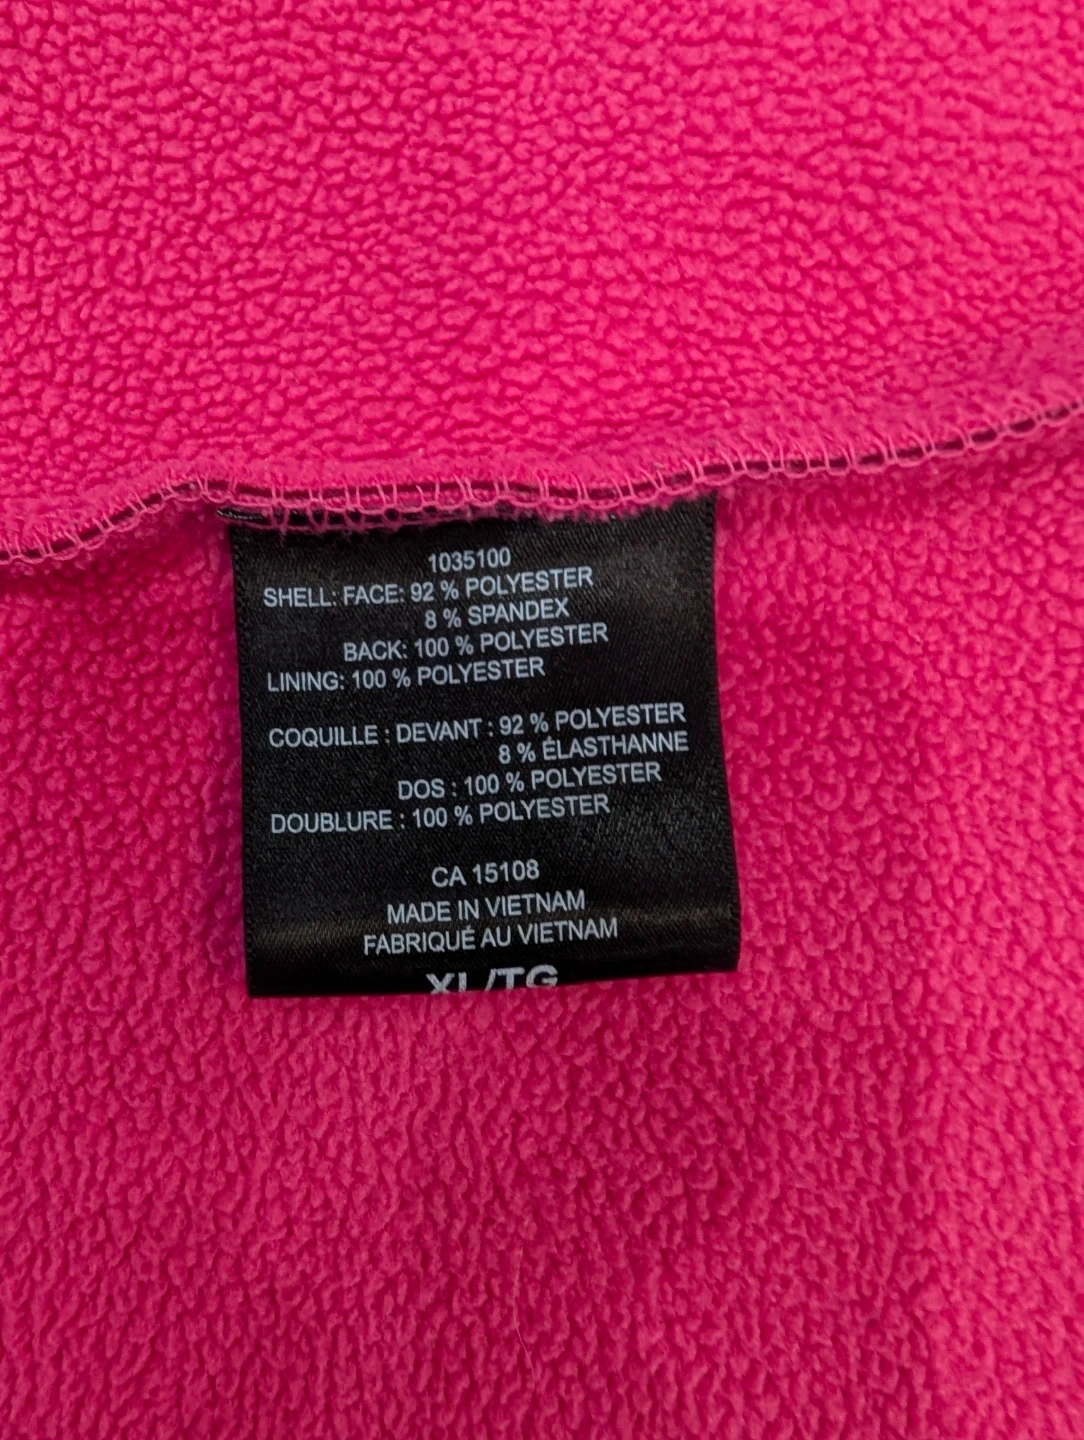 1035100
SHELL: FACE: 92 % POLYESTER
8 % SPANDEX
BACK: 100 % POLYESTER
LINING: 100 % POLYESTER
COQUILLE : DEVANT : 92 % POLYESTER
8 % ÉLASTHANNE
DOS : 100 % POLYESTER
DOUBLURE : 100 % POLYESTER
CA 15108
MADE IN VIETNAM
FABRIQUÉ AU VIETNAM
XL/TG